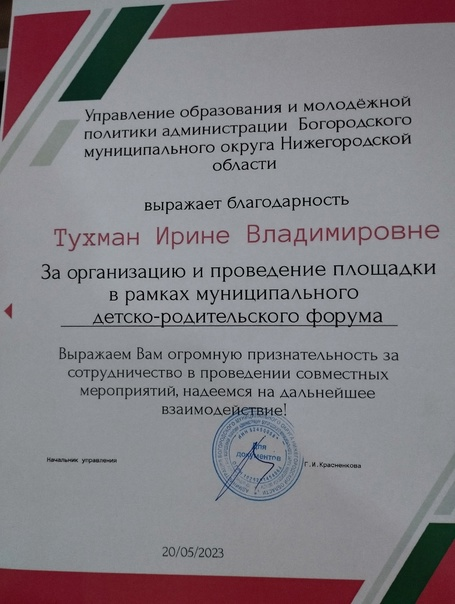 Управление образования и молодёжной
политики администрации Богородского
муниципального округа Нижегородской
области
выражает благодарность
Тухман Ирине Владимировне
За организацию и проведение площадки
в рамках муниципального
детско-родительского форума
Выражаем Вам огромную признательность за
сотрудничество в проведении совместных
мероприятий, надеемся на дальнейшее
взаимодействие!
Для
документов
Начальник управления
Г.И.Красненкова
20/05/2023